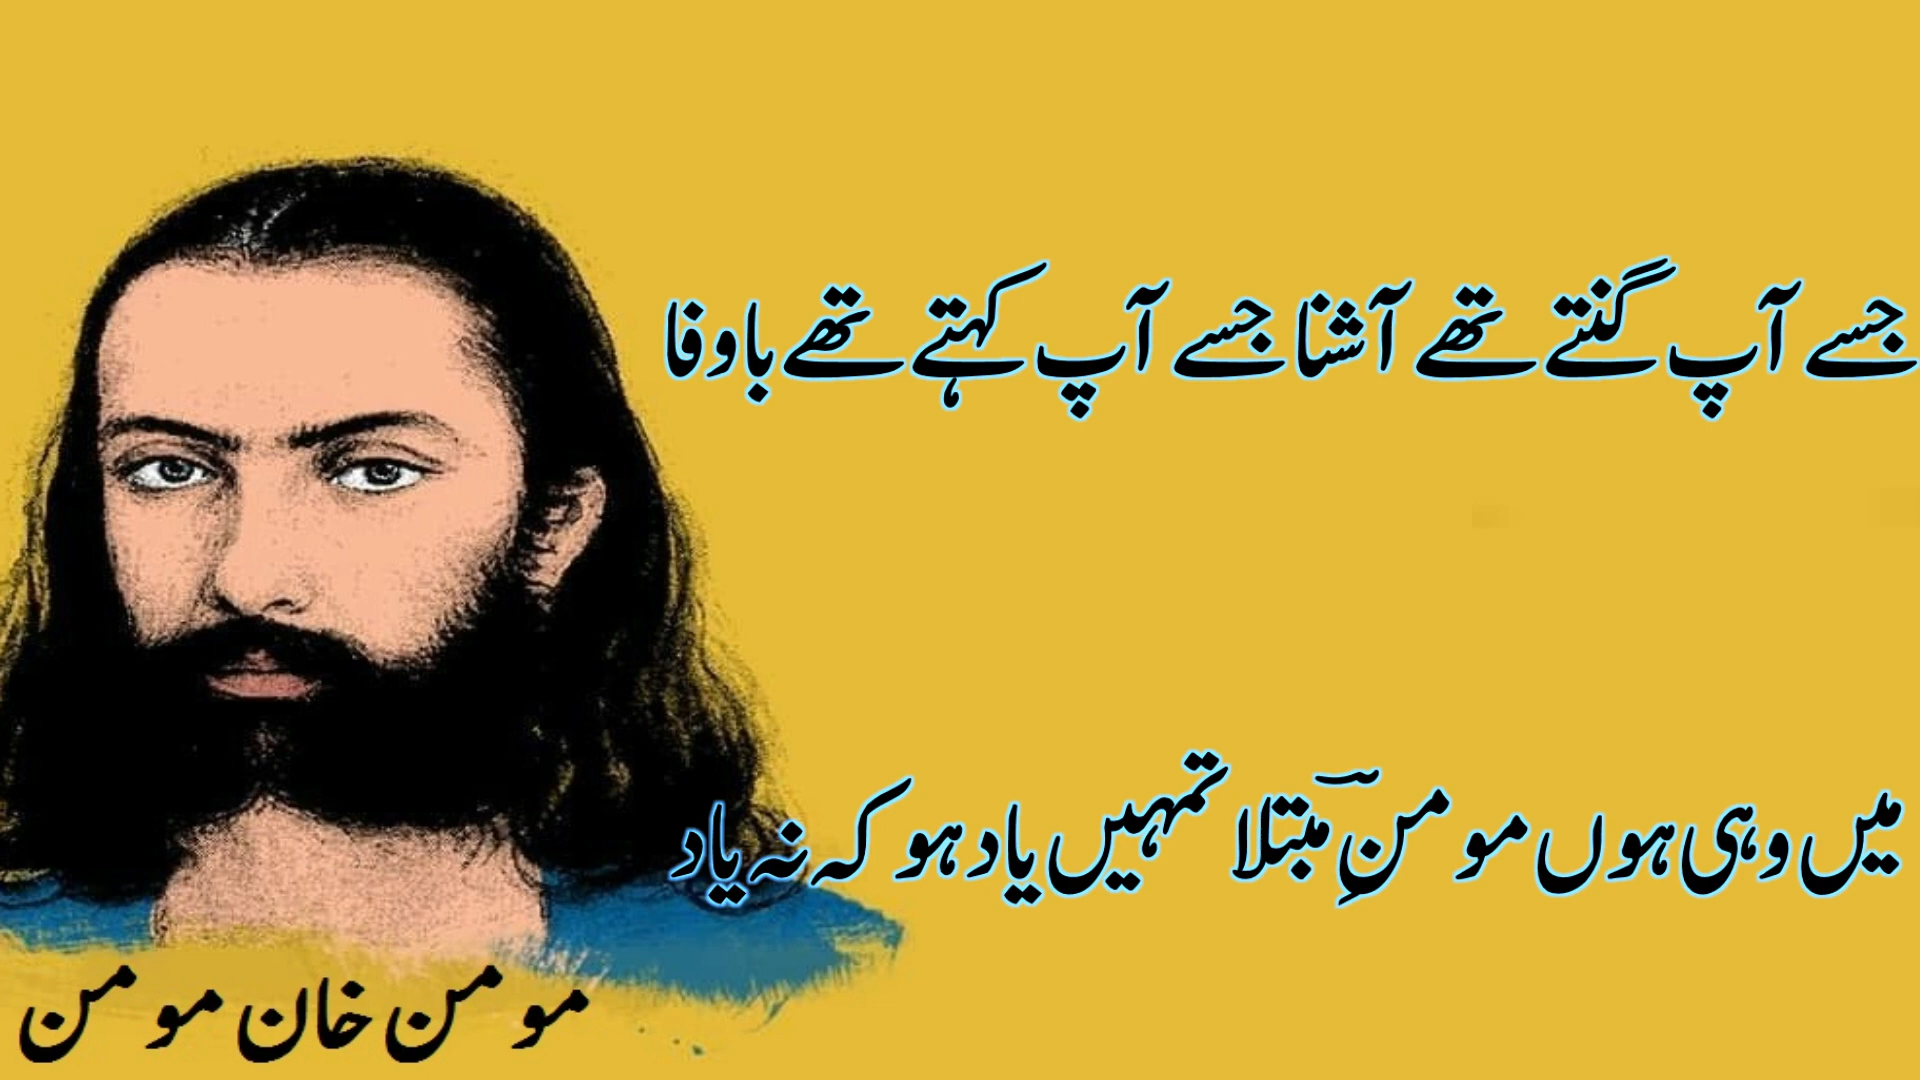 جسے آپ گنتے تھے آشنا جسے آپ کہتے تھے باوفا
میں وہی ہوں مومنؔ مبتلا تمہیں یاد ہو کہ نہ یاد
مومن خان مومن